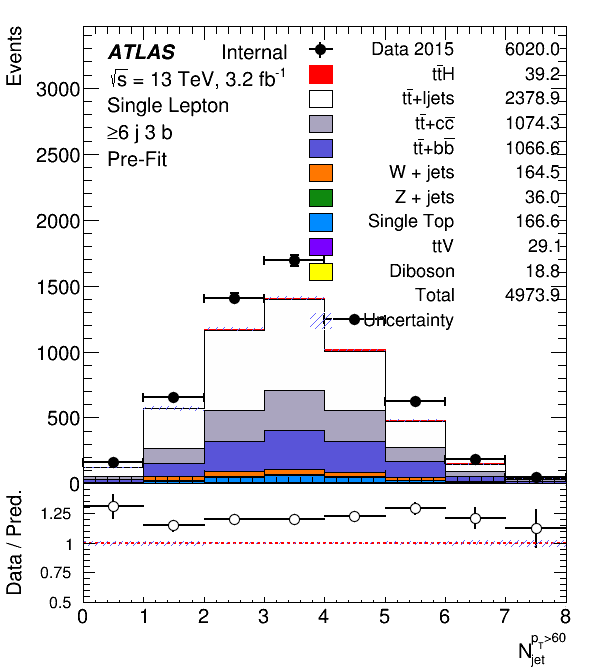 Events
ATLAS Internal
√s = 13 TeV, 3.2 fb⁻¹
Single Lepton
≥6 j 3 b
Pre-Fit
Data 2015 6020.0
tt̄H 39.2
tt̄+ljets 2378.9
tt̄+cc̄ 1074.3
tt̄+bb̄ 1066.6
W + jets 164.5
Z + jets 36.0
Single Top 166.6
ttV 29.1
Diboson 18.8
Total 4973.9
Uncertainty
3000
2500
2000
1500
1000
500
0
Data / Pred.
1.25
1
0.75
0.5
0 1 2 3 4 5 6 7 8
N_jet^{p_T>60}